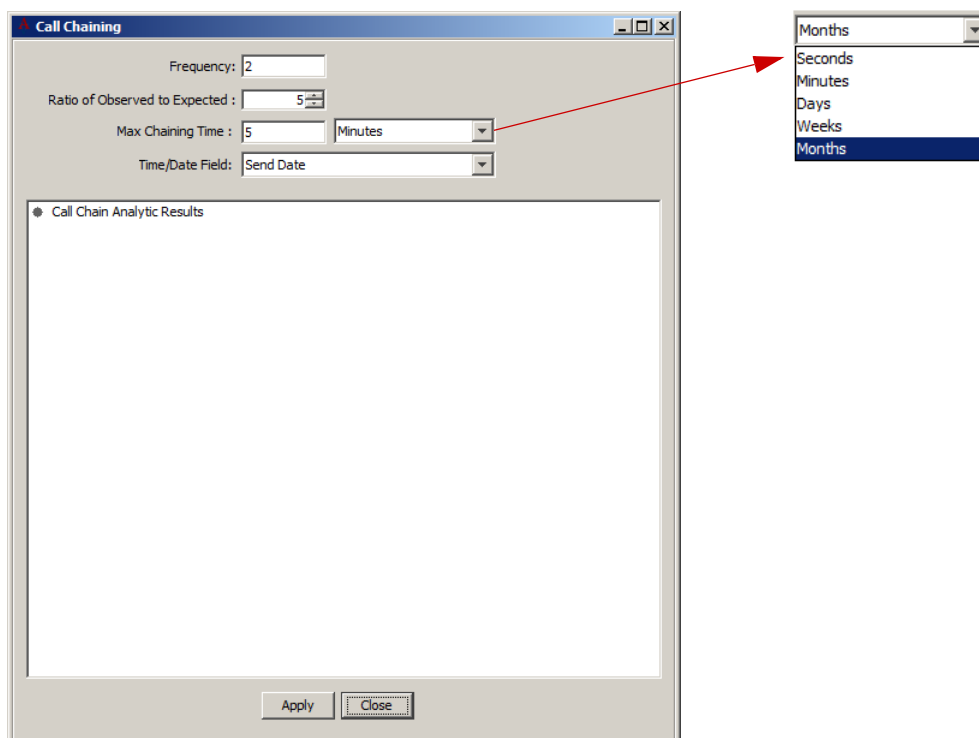 Call Chaining
Frequency: 2
Ratio of Observed to Expected : 5
Max Chaining Time : 5 Minutes
Time/Date Field: Send Date
Call Chain Analytic Results
Apply Close
Months
Seconds
Minutes
Days
Weeks
Months